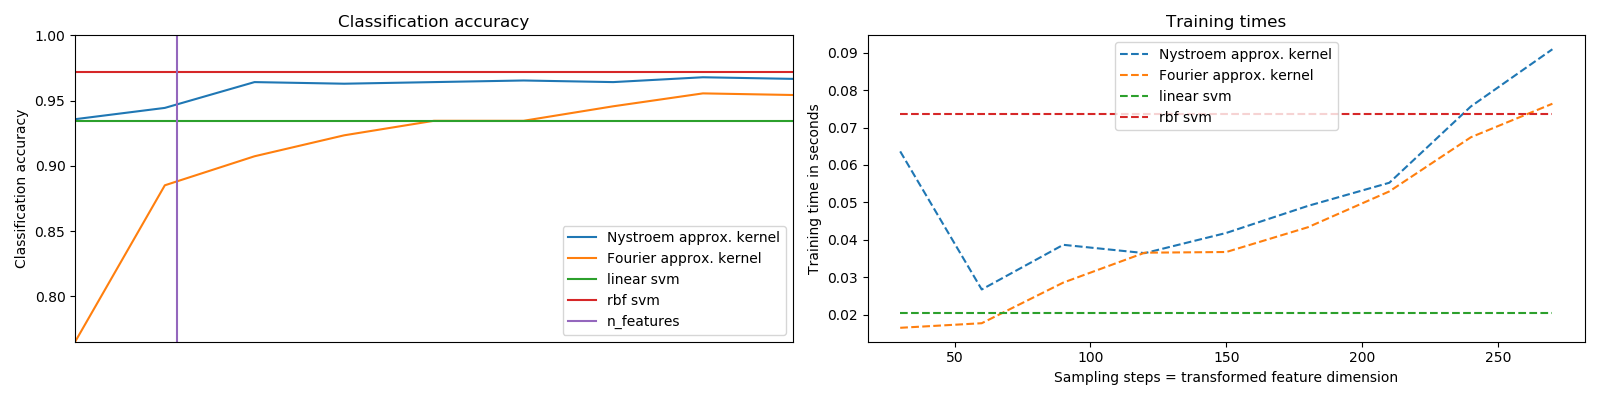 Classification accuracy
Classification accuracy
1.00
0.95
0.90
0.85
0.80
Nystroem approx. kernel
Fourier approx. kernel
linear svm
rbf svm
n_features
Training times
Training time in seconds
0.09
0.08
0.07
0.06
0.05
0.04
0.03
0.02
Nystroem approx. kernel
Fourier approx. kernel
linear svm
rbf svm
50 100 150 200 250
Sampling steps = transformed feature dimension